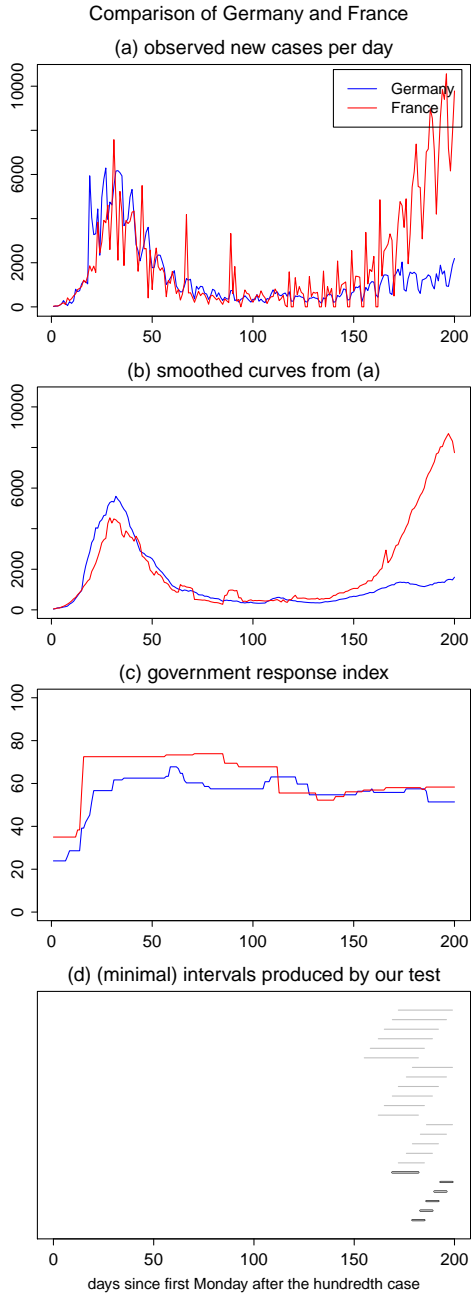 Comparison of Germany and France
(a) observed new cases per day
Germany
France
0 2000 6000 10000
0 50 100 150 200
(b) smoothed curves from (a)
0 2000 6000 10000
0 50 100 150 200
(c) government response index
0 20 40 60 80 100
0 50 100 150 200
(d) (minimal) intervals produced by our test
0 50 100 150 200
days since first Monday after the hundredth case